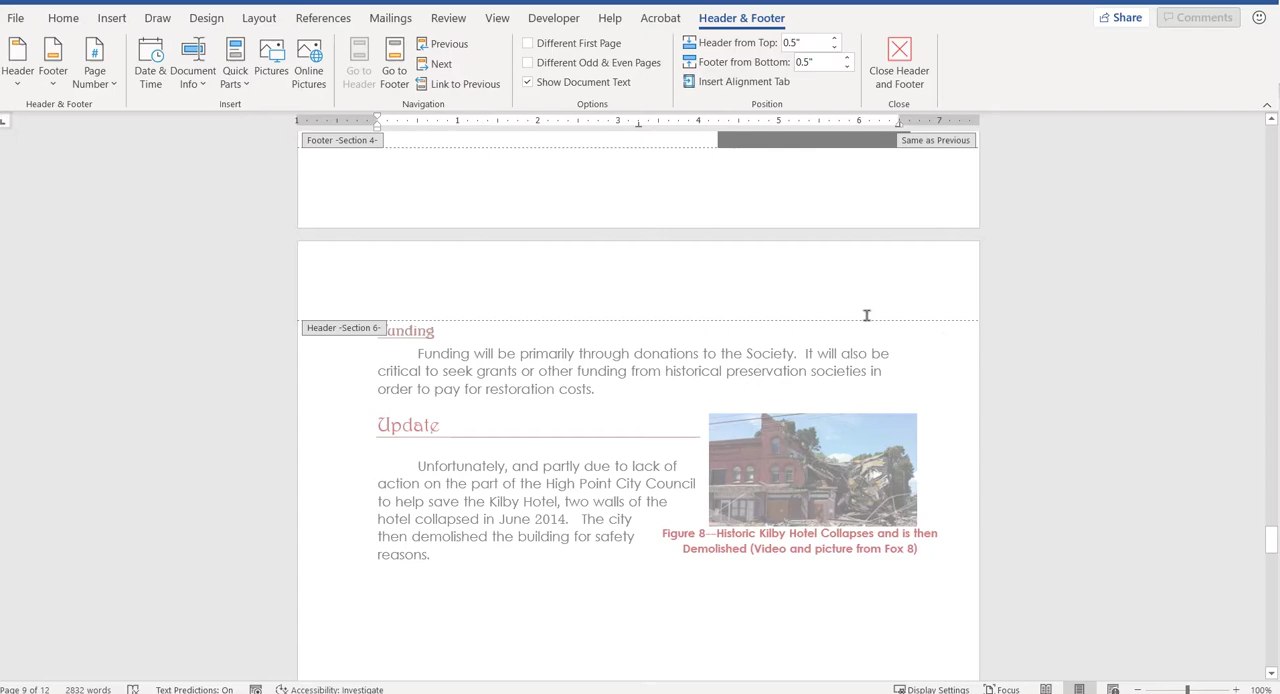 File Home Insert Draw Design Layout References Mailings Review View Developer Help Acrobat Header & Footer Share Comments
Header Footer Page Number Date & Time Document Info Quick Parts Pictures Online Pictures Go to Header Go to Footer
Previous
Next
Link to Previous
Different First Page
Different Odd & Even Pages
Show Document Text
Header from Top: 0.5"
Footer from Bottom: 0.5"
Insert Alignment Tab
Close Header and Footer
Header & Footer Insert Navigation Options Position Close
1 1 2 3 4 5 6 7
Footer -Section 4- Same as Previous
Header -Section 6-
unding
Funding will be primarily through donations to the Society. It will also be
critical to seek grants or other funding from historical preservation societies in
order to pay for restoration costs.
Update
Unfortunately, and partly due to lack of
action on the part of the High Point City Council
to help save the Kilby Hotel, two walls of the
hotel collapsed in June 2014. The city
then demolished the building for safety
reasons.
Figure 8—Historic Kilby Hotel Collapses and is then
Demolished (Video and picture from Fox 8)
Page 9 of 12 2832 words Text Predictions: On Accessibility: Investigate Display Settings Focus 100%